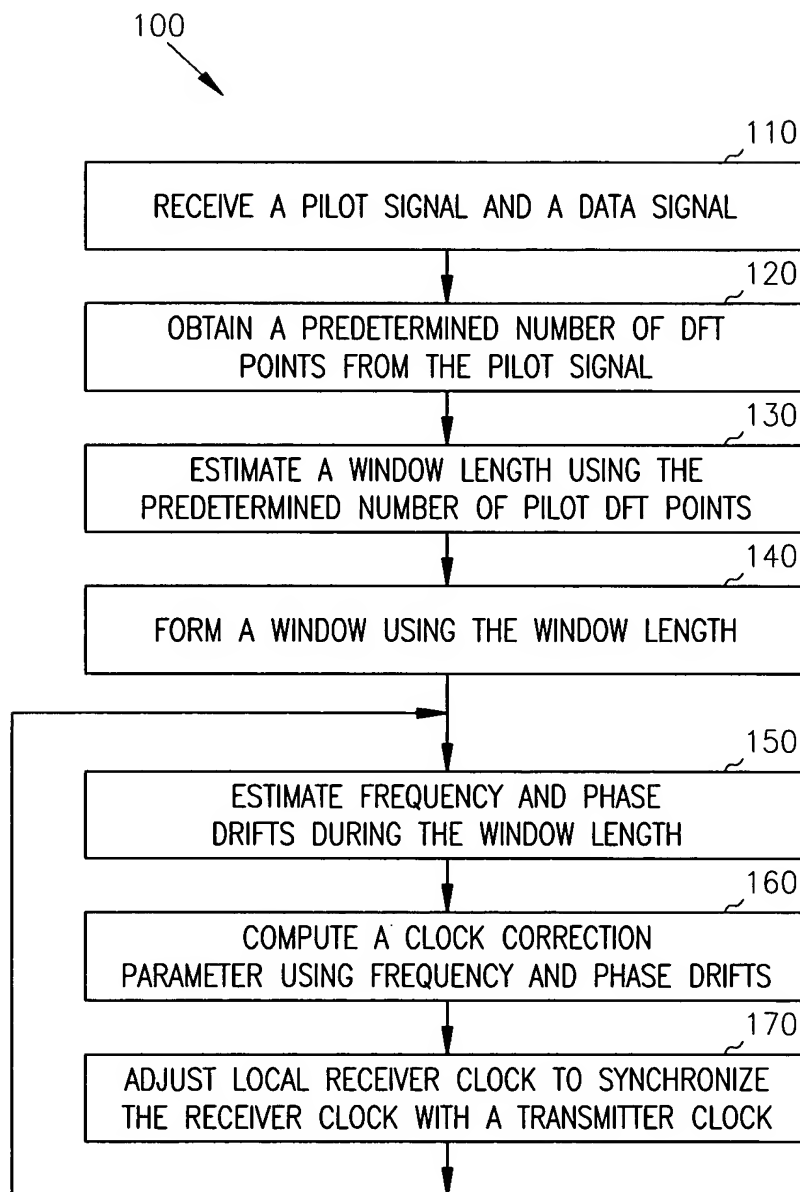 100
110
RECEIVE A PILOT SIGNAL AND A DATA SIGNAL
120
OBTAIN A PREDETERMINED NUMBER OF DFT
POINTS FROM THE PILOT SIGNAL
130
ESTIMATE A WINDOW LENGTH USING THE
PREDETERMINED NUMBER OF PILOT DFT POINTS
140
FORM A WINDOW USING THE WINDOW LENGTH
150
ESTIMATE FREQUENCY AND PHASE
DRIFTS DURING THE WINDOW LENGTH
160
COMPUTE A CLOCK CORRECTION
PARAMETER USING FREQUENCY AND PHASE DRIFTS
170
ADJUST LOCAL RECEIVER CLOCK TO SYNCHRONIZE
THE RECEIVER CLOCK WITH A TRANSMITTER CLOCK